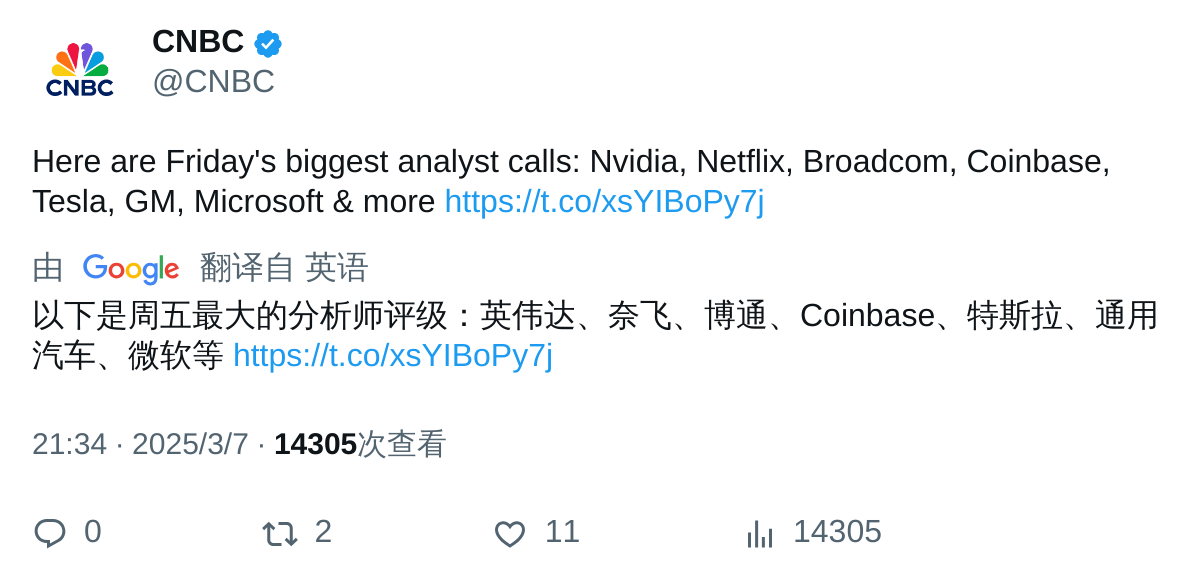 CNBC
CNBC
@CNBC
Here are Friday's biggest analyst calls: Nvidia, Netflix, Broadcom, Coinbase,
Tesla, GM, Microsoft & more https://t.co/xsYIBoPy7j
由 Google 翻译自 英语
以下是周五最大的分析师评级：英伟达、奈飞、博通、Coinbase、特斯拉、通用
汽车、微软等 https://t.co/xsYIBoPy7j
21:34 · 2025/3/7 · 14305次查看
0 2 11 14305